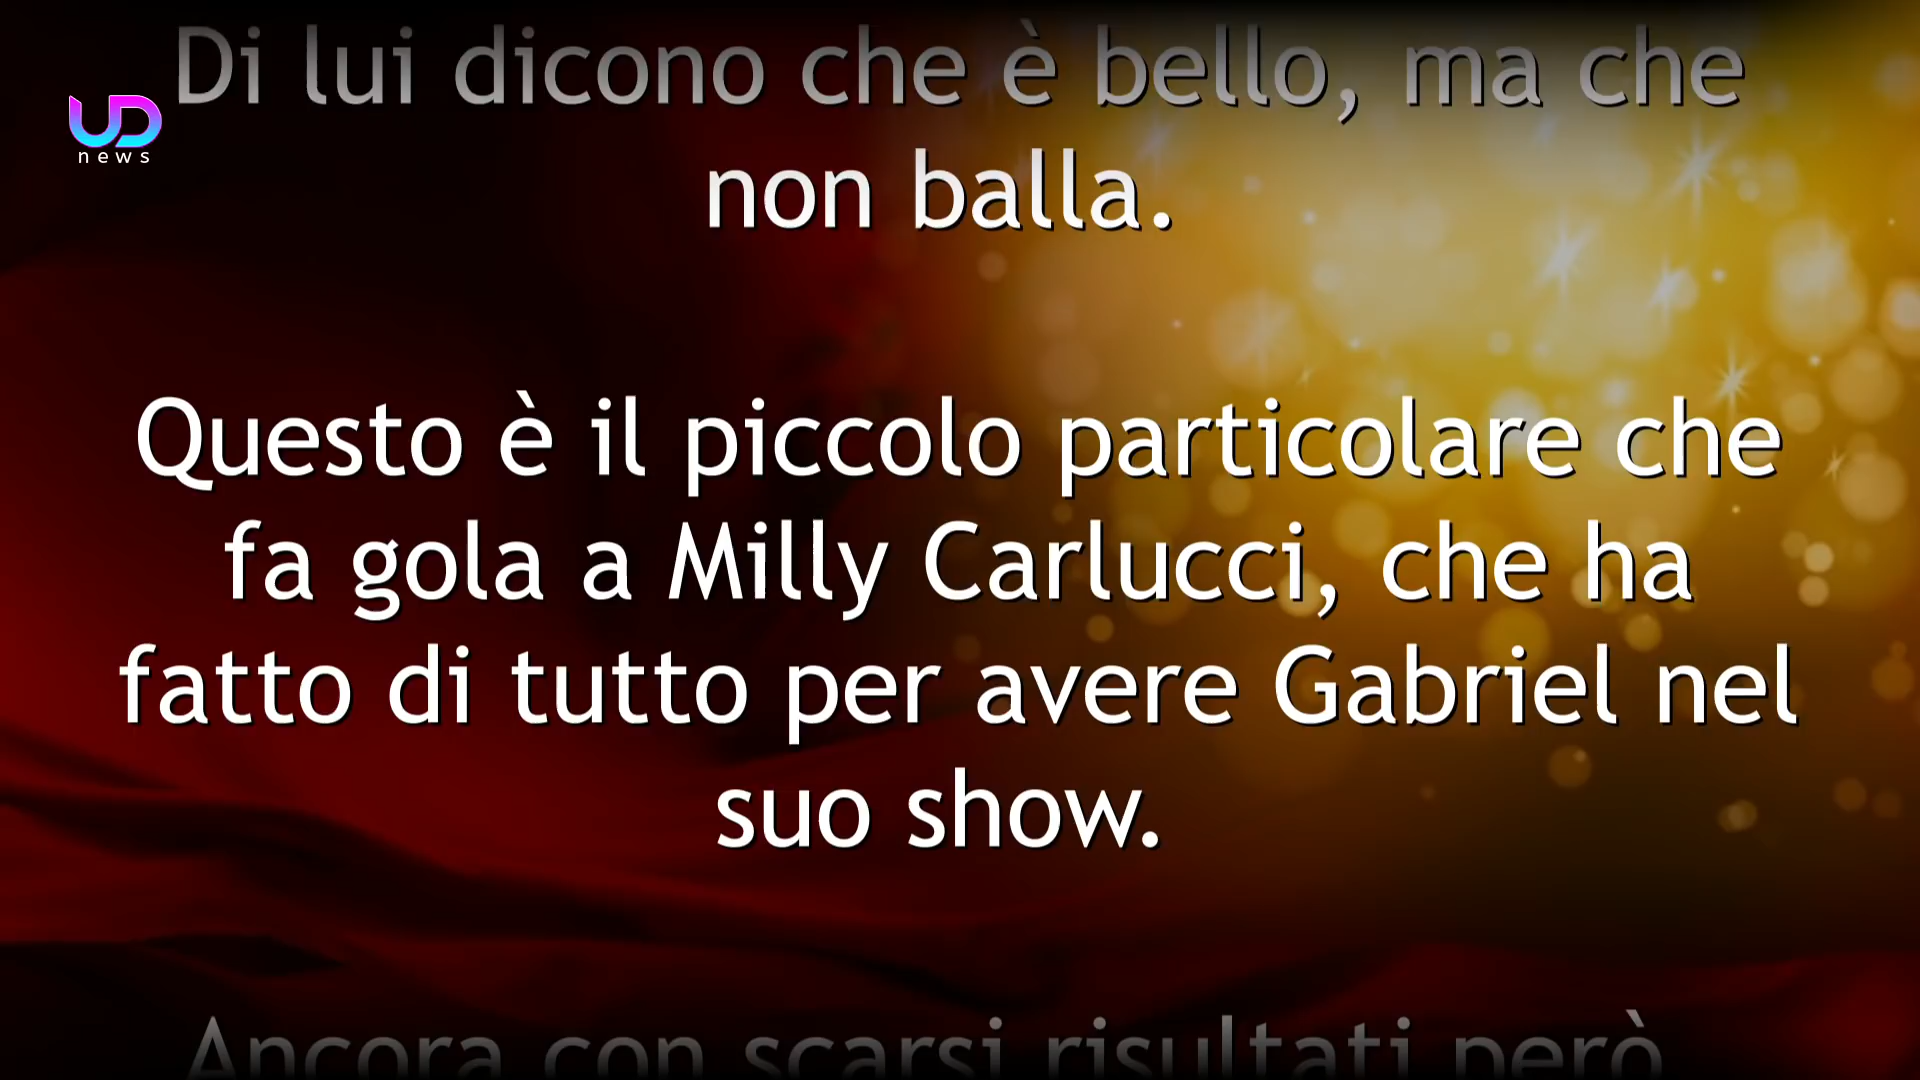 Di lui dicono che è bello, ma che
UD
news
non balla.
Questo è il piccolo particolare che
fa gola a Milly Carlucci, che ha
fatto di tutto per avere Gabriel nel
suo show.
Ancora con scarsi risultati però